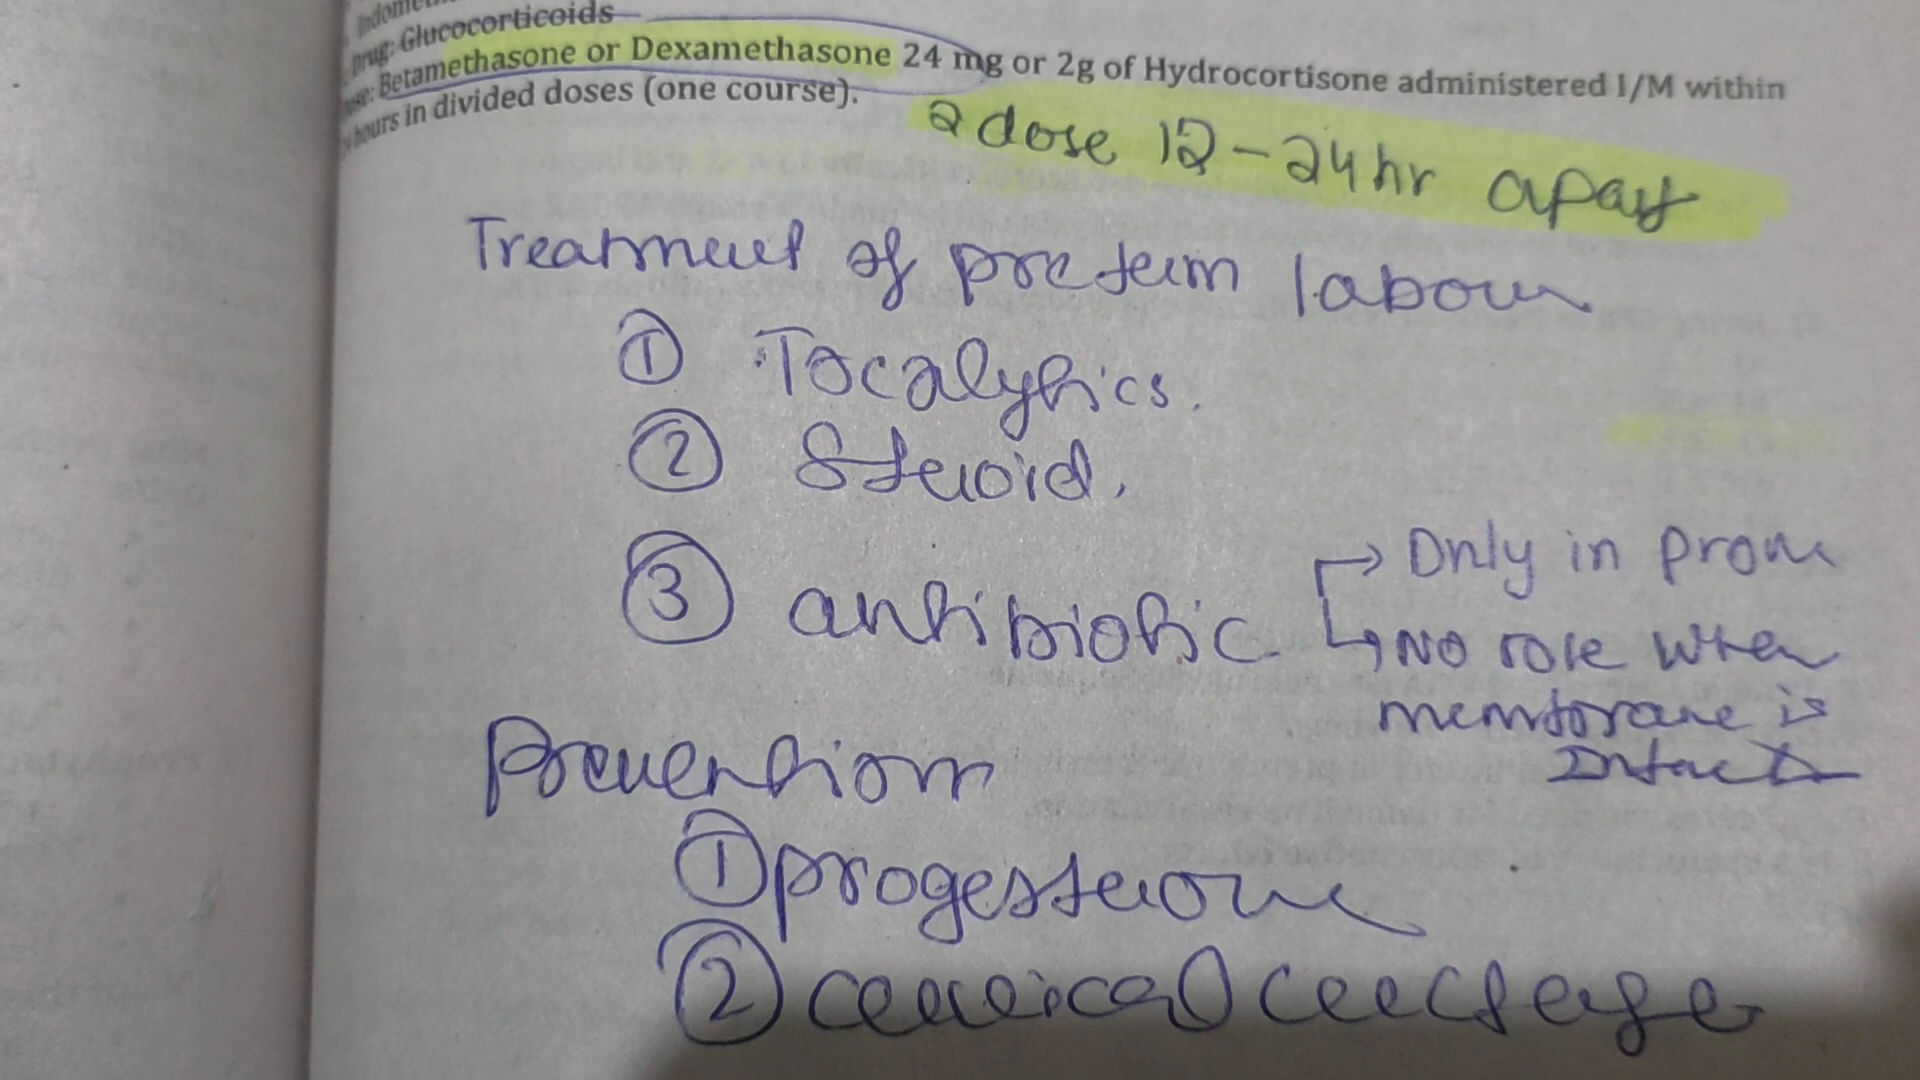 Drug: Glucocorticoids
Betamethasone or Dexamethasone 24 mg or 2g of Hydrocortisone administered I/M within
hours in divided doses (one course).
2 dose 12-24 hr apart
Treatment of preterm labour
① Tocalytics.
② Steroid.
③ antibiotic → Only in prom
↳ No role when
membrane is
Intact
Prevention
① progesterone
② cervical cerclage